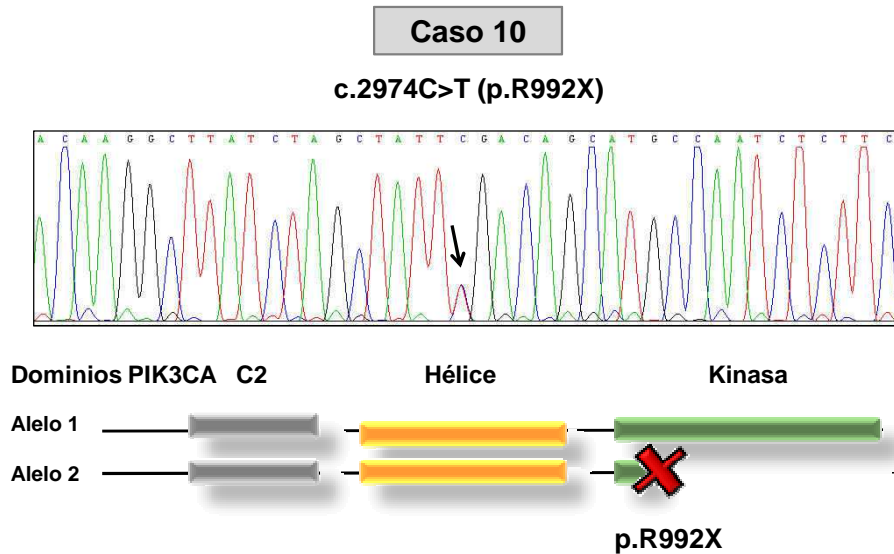 Caso 10
c.2974C>T (p.R992X)
A C A A G G C T T A T C T A G C T A T T C G A C A G C A T G C C A A T C T C T T C
Dominios PIK3CA C2 Hélice Kinasa
Alelo 1
Alelo 2
p.R992X